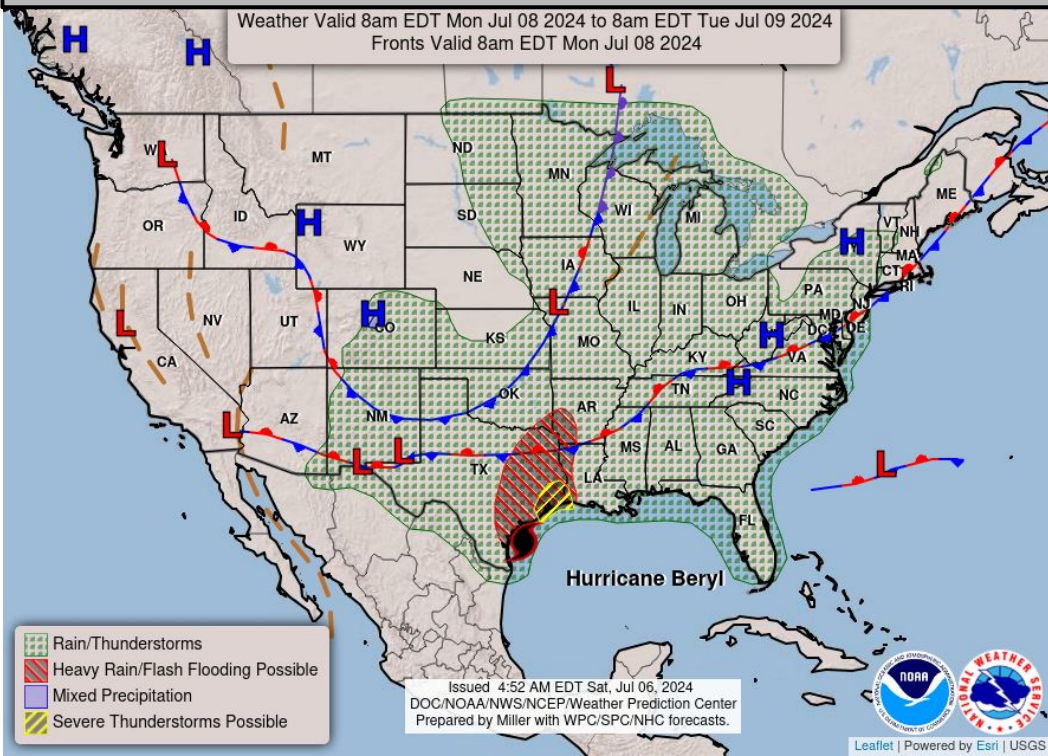 Weather Valid 8am EDT Mon Jul 08 2024 to 8am EDT Tue Jul 09 2024
Fronts Valid 8am EDT Mon Jul 08 2024
H
H
L
L
ND
MT
MN
ME
ID
H
SD
WI
MI
VT
NH
OR
WY
H
MA
CT
RI
IA
NE
L
PA
NJ
OH
IL
IN
NV
UT
H
CO
MD
DE
DC
L
CA
KS
MO
H
VA
KY
H
OK
TN
NC
AZ
NM
AR
SC
L
L
L
TX
MS
AL
GA
LA
L
FL
Hurricane Beryl
Rain/Thunderstorms
Heavy Rain/Flash Flooding Possible
Mixed Precipitation
Severe Thunderstorms Possible
Issued 4:52 AM EDT Sat, Jul 06, 2024
DOC/NOAA/NWS/NCEP/Weather Prediction Center
Prepared by Miller with WPC/SPC/NHC forecasts.
NOAA
NATIONAL WEATHER SERVICE
Leaflet | Powered by Esri | USGS